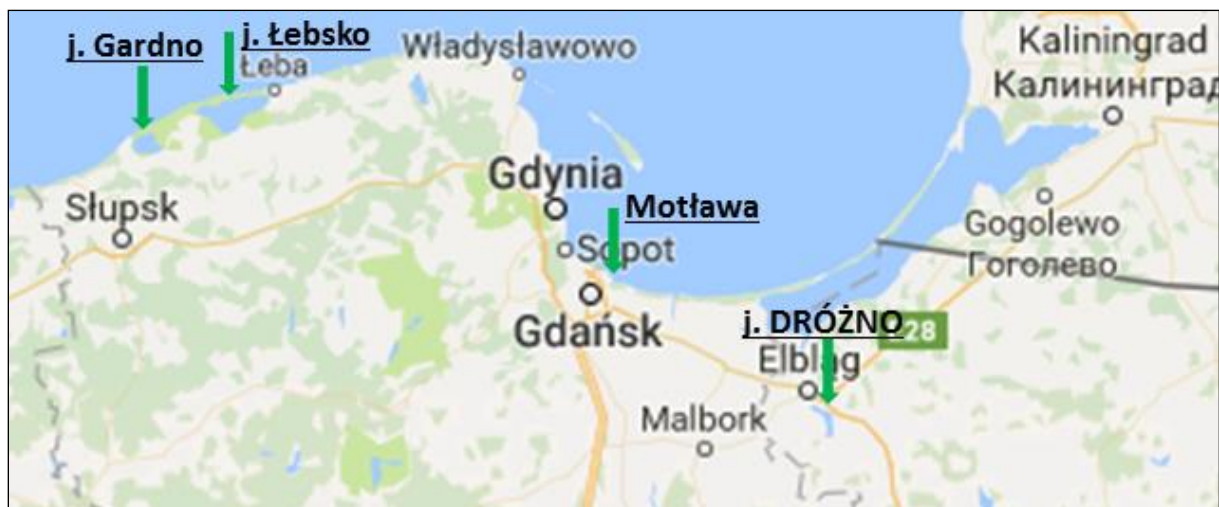 j. Gardno
j. Łebsko
Łeba
Władysławowo
Kaliningrad
Калининград
Gdynia
Słupsk
Motława
Sopot
Gogolewo
Гоголево
Gdańsk
j. DRÓŻNO
28
Elbląg
Malbork